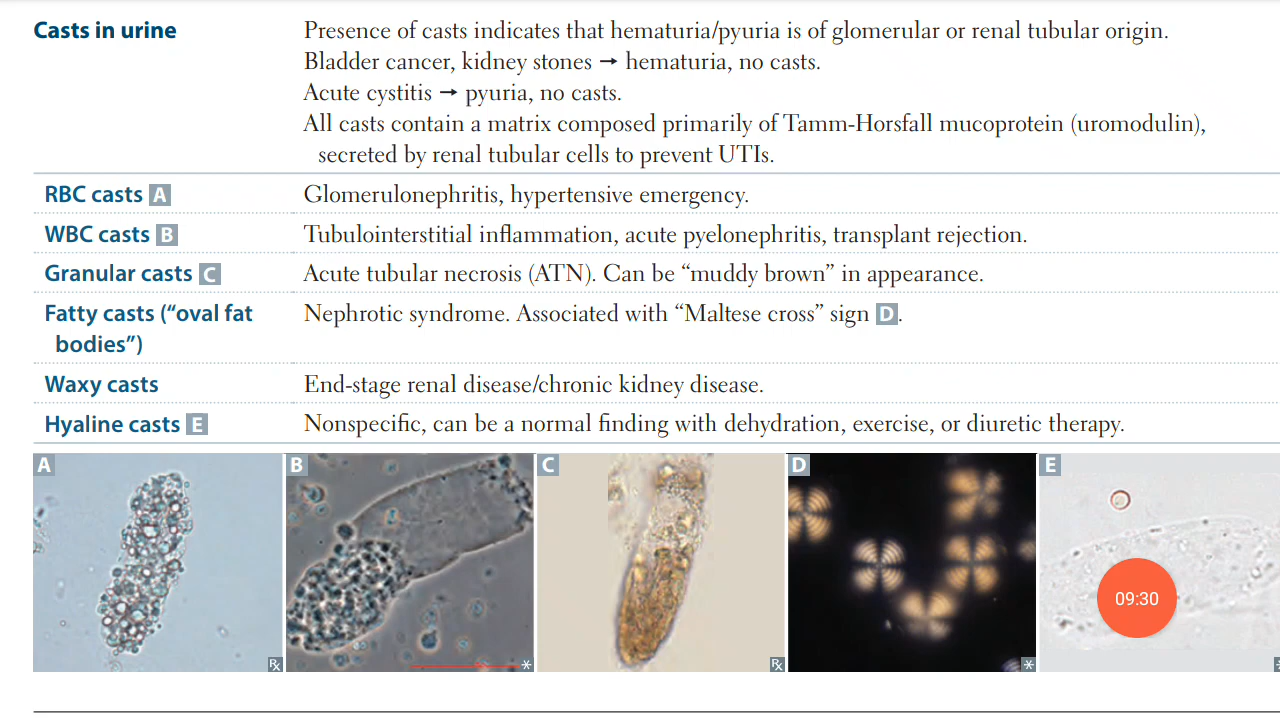 Casts in urine
Presence of casts indicates that hematuria/pyuria is of glomerular or renal tubular origin.
Bladder cancer, kidney stones → hematuria, no casts.
Acute cystitis → pyuria, no casts.
All casts contain a matrix composed primarily of Tamm-Horsfall mucoprotein (uromodulin),
secreted by renal tubular cells to prevent UTIs.
RBC casts A
Glomerulonephritis, hypertensive emergency.
WBC casts B
Tubulointerstitial inflammation, acute pyelonephritis, transplant rejection.
Granular casts C
Acute tubular necrosis (ATN). Can be “muddy brown” in appearance.
Fatty casts (“oval fat
bodies”)
Nephrotic syndrome. Associated with “Maltese cross” sign D.
Waxy casts
End-stage renal disease/chronic kidney disease.
Hyaline casts E
Nonspecific, can be a normal finding with dehydration, exercise, or diuretic therapy.
A B C D E
09:30
℞ * ℞ * *